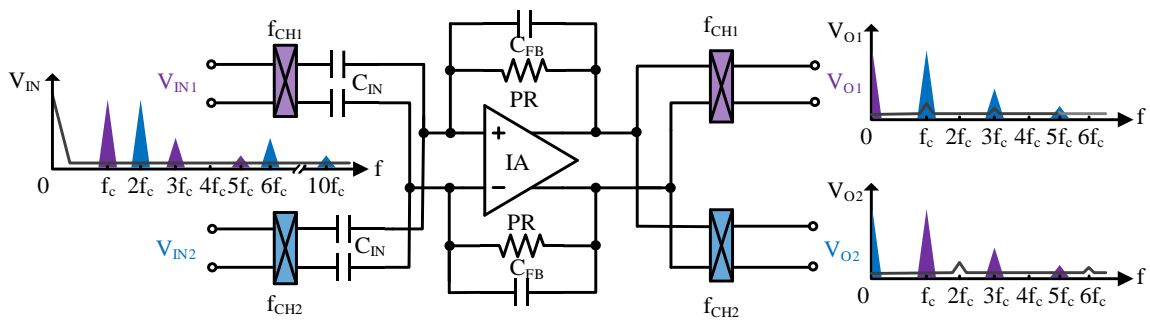 f_CH1
C_FB
f_CH1
V_O1
V_IN
V_IN1
C_IN
PR
V_O1
0 f_c 2f_c 3f_c 4f_c 5f_c 6f_c f
+
IA
−
0 f_c 2f_c 3f_c 4f_c 5f_c 6f_c 10f_c f
V_O2
V_IN2
C_IN
PR
C_FB
V_O2
f_CH2
f_CH2
0 f_c 2f_c 3f_c 4f_c 5f_c 6f_c f